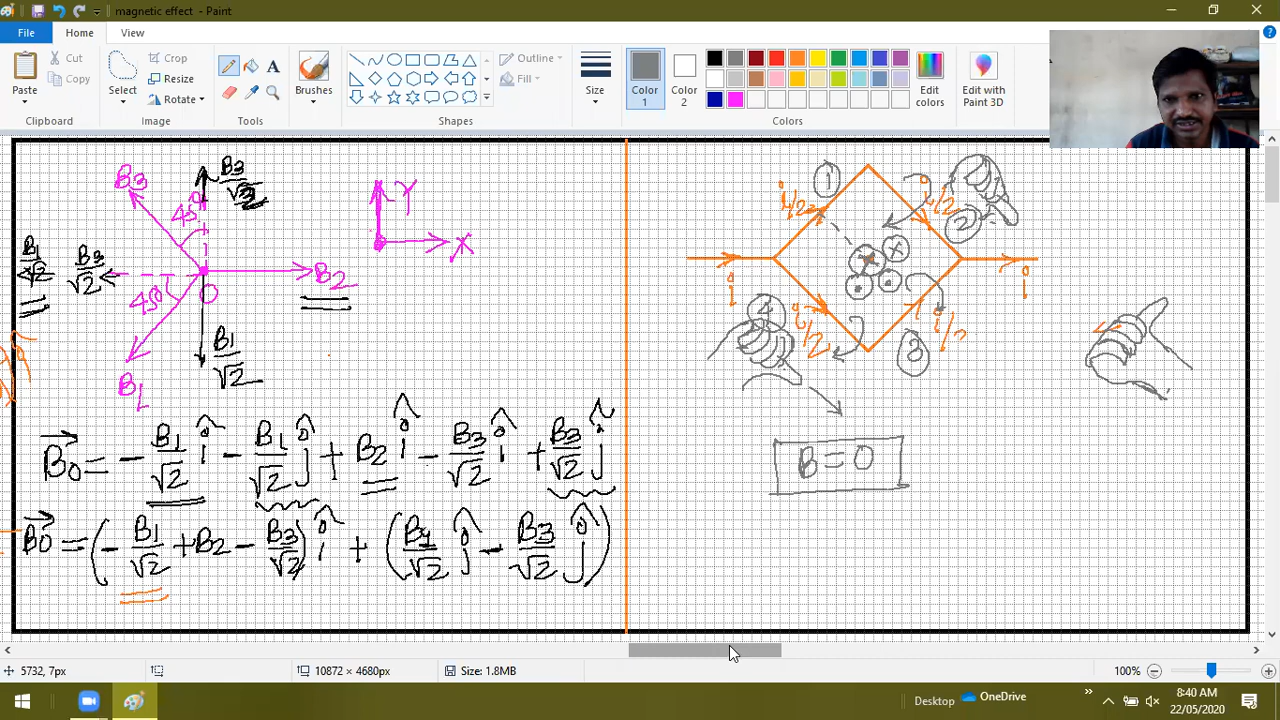 magnetic effect - Paint
File Home View
Paste Cut Copy
Clipboard
Select Crop Resize Rotate
Image
Tools
Brushes
Shapes
Outline Fill
Size
Color 1 Color 2
Colors
Edit colors
Edit with Paint 3D
B3
45°
B3/√2
B1/√2 B3/√2
O
B2
45°
B1
B1/√2
Y
X
B0 = - B1/√2 î - B1/√2 ĵ + B2 î - B3/√2 î + B3/√2 ĵ
B0 = (- B1/√2 + B2 - B3/√2) î + (B1/√2 ĵ - B3/√2 ĵ)
1
i/2
i/2
2
i
i
4
i/2
3
i/2
B = 0
5732, 7px
10872 × 4680px
Size: 1.8MB
100%
Desktop
OneDrive
8:40 AM
22/05/2020